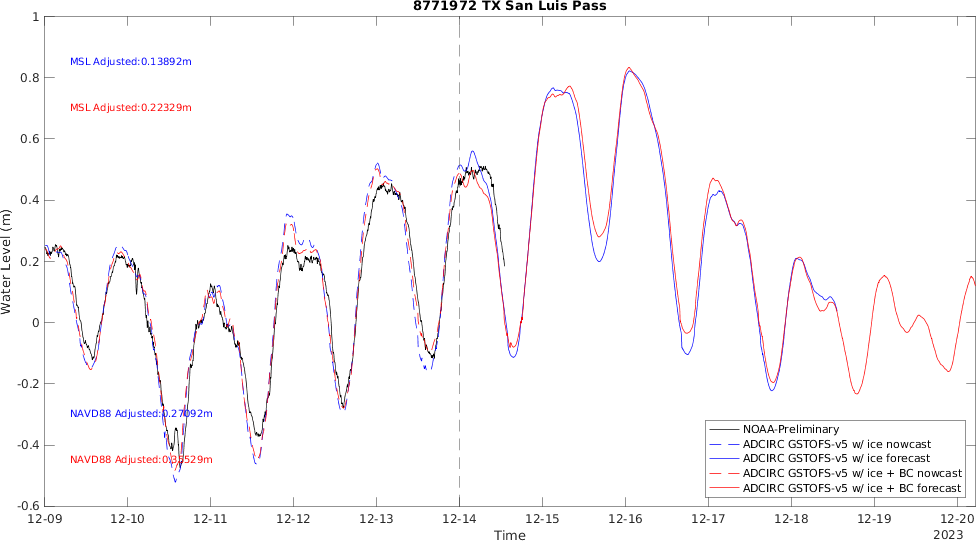 8771972 TX San Luis Pass
1
0.8
0.6
0.4
0.2
0
-0.2
-0.4
-0.6
Water Level (m)
MSL Adjusted:0.13892m
MSL Adjusted:0.22329m
NAVD88 Adjusted:0.27092m
NAVD88 Adjusted:0.35529m
NOAA-Preliminary
ADCIRC GSTOFS-v5 w/ ice nowcast
ADCIRC GSTOFS-v5 w/ ice forecast
ADCIRC GSTOFS-v5 w/ ice + BC nowcast
ADCIRC GSTOFS-v5 w/ ice + BC forecast
12-09 12-10 12-11 12-12 12-13 12-14 12-15 12-16 12-17 12-18 12-19 12-20
Time
2023